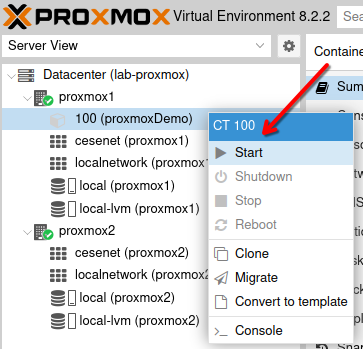 PROXMOX Virtual Environment 8.2.2 Sea
Server View
Containe
Datacenter (lab-proxmox)
proxmox1
100 (proxmoxDemo)
cesenet (proxmox1)
localnetwork (proxmox1)
local (proxmox1)
local-lvm (proxmox1)
proxmox2
cesenet (proxmox2)
localnetwork (proxmox2)
local (proxmox2)
local-lvm (proxmox2)
CT 100
Start
Shutdown
Stop
Reboot
Clone
Migrate
Convert to template
Console
Sum